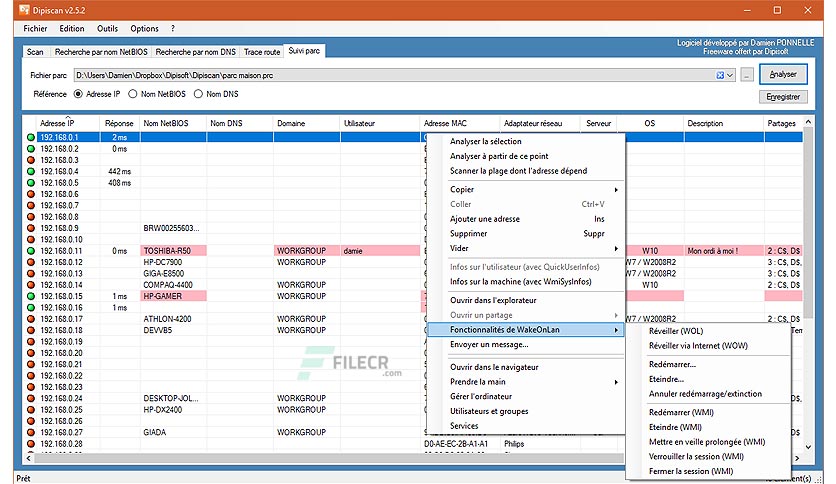 Dipiscan v2.5.2
Fichier Edition Outils Options ?
Logiciel développé par Damien PONNELLE
Freeware offert par Dipisoft
Scan Recherche par nom NetBIOS Recherche par nom DNS Trace route Suivi parc
Fichier parc D:\Users\Damien\Dropbox\Dipisoft\Dipiscan\parc maison.prc ... Analyser
Référence Adresse IP Nom NetBIOS Nom DNS Enregistrer
Adresse IP Réponse Nom NetBIOS Nom DNS Domaine Utilisateur Adresse MAC Adaptateur réseau Serveur OS Description Partages
192.168.0.1 2 ms
192.168.0.2 0 ms
192.168.0.3
192.168.0.4 442 ms
192.168.0.5 408 ms
192.168.0.6
192.168.0.7
192.168.0.8
192.168.0.9 BRW00255603...
192.168.0.10
192.168.0.11 0 ms TOSHIBA-R50 WORKGROUP damie W10 Mon ordi à moi ! 2 : C$, D$
192.168.0.12 HP-DC7900 WORKGROUP W7 / W2008R2 3 : C$, D$,
192.168.0.13 GIGA-E8500 W7 / W2008R2 2 : C$, D$
192.168.0.14 COMPAQ-4400 WORKGROUP W10 2 : C$, D$
192.168.0.15 1 ms HP-GAMER
192.168.0.16 1 ms
192.168.0.17 ATHLON-4200 WORKGROUP W7 / W2008R2
192.168.0.18 DEVVB5 WORKGROUP
192.168.0.19
192.168.0.20
192.168.0.21
192.168.0.22
192.168.0.23
192.168.0.24 DESKTOP-JOL... WORKGROUP
192.168.0.25 HP-DX2400 WORKGROUP
192.168.0.26
192.168.0.27 GIADA WORKGROUP
192.168.0.28 D0-AE-EC-2B-A1-A1 Philips
Analyser la sélection
Analyser à partir de ce point
Scanner la plage dont l'adresse dépend
Copier
Coller Ctrl+V
Ajouter une adresse Ins
Supprimer Suppr
Vider
Infos sur l'utilisateur (avec QuickUserInfos)
Infos sur la machine (avec WmiSysInfos)
Ouvrir dans l'explorateur
Ouvrir un partage
Fonctionnalités de WakeOnLan
Envoyer un message...
Ouvrir dans le navigateur
Prendre la main
Gérer l'ordinateur
Utilisateurs et groupes
Services
Réveiller (WOL)
Réveiller via Internet (WOW)
Redémarrer...
Eteindre...
Annuler redémarrage/extinction
Redémarrer (WMI)
Eteindre (WMI)
Mettre en veille prolongée (WMI)
Verrouiller la session (WMI)
Fermer la session (WMI)
FILECR
.com
Prêt